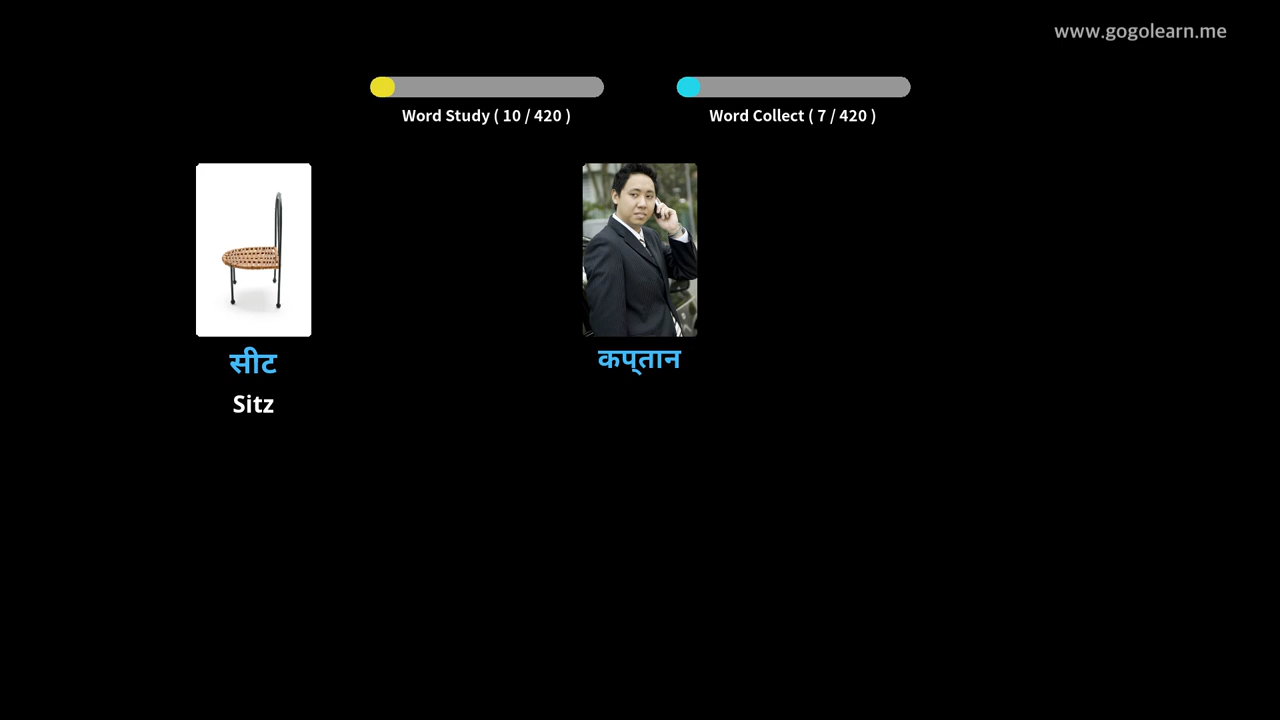 www.gogolearn.me
Word Study ( 10 / 420 )
Word Collect ( 7 / 420 )
सीट
Sitz
कप्तान